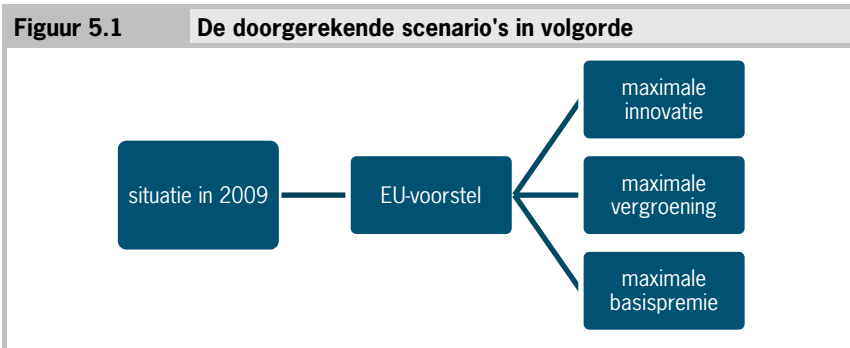 Figuur 5.1 De doorgerekende scenario's in volgorde
situatie in 2009
EU-voorstel
maximale
innovatie
maximale
vergroening
maximale
basispremie